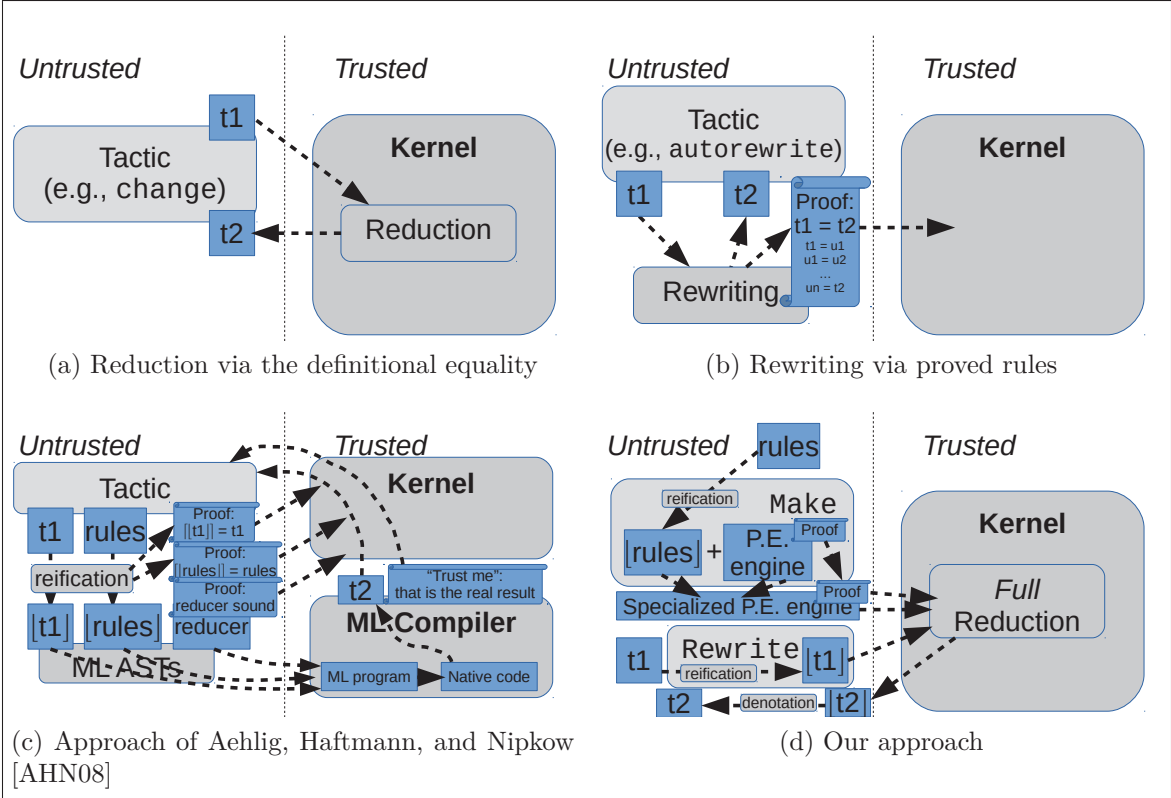 Untrusted
Trusted
t1
Tactic
(e.g., change)
t2
Kernel
Reduction
(a) Reduction via the definitional equality
Untrusted
Trusted
Tactic
(e.g., autorewrite)
t1
t2
Proof:
t1 = t2
t1 = u1
u1 = u2
...
un = t2
Rewriting
Kernel
(b) Rewriting via proved rules
Untrusted
Trusted
Tactic
t1
rules
Proof:
⟦⌊t1⌋⟧ = t1
Proof:
⟦⌊rules⌋⟧ = rules
Proof:
reducer sound
reification
⌊t1⌋
⌊rules⌋
reducer
ML ASTs
Kernel
t2
“Trust me”:
that is the real result
ML Compiler
ML program
Native code
(c) Approach of Aehlig, Haftmann, and Nipkow
[AHN08]
Untrusted
Trusted
rules
reification
Make
⌊rules⌋
+
P.E.
engine
Proof
Proof
Specialized P.E. engine
Rewrite
t1
reification
⌊t1⌋
t2
denotation
⌊t2⌋
Kernel
Full
Reduction
(d) Our approach